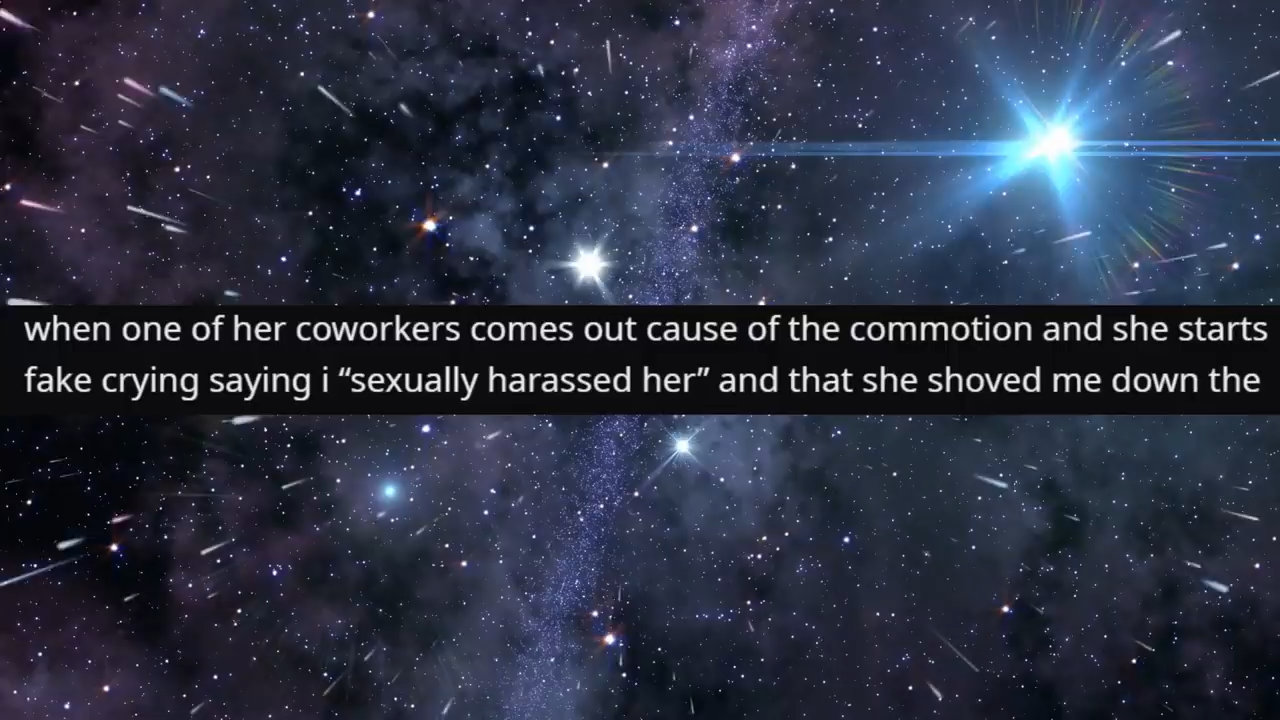 when one of her coworkers comes out cause of the commotion and she starts
fake crying saying i “sexually harassed her” and that she shoved me down the